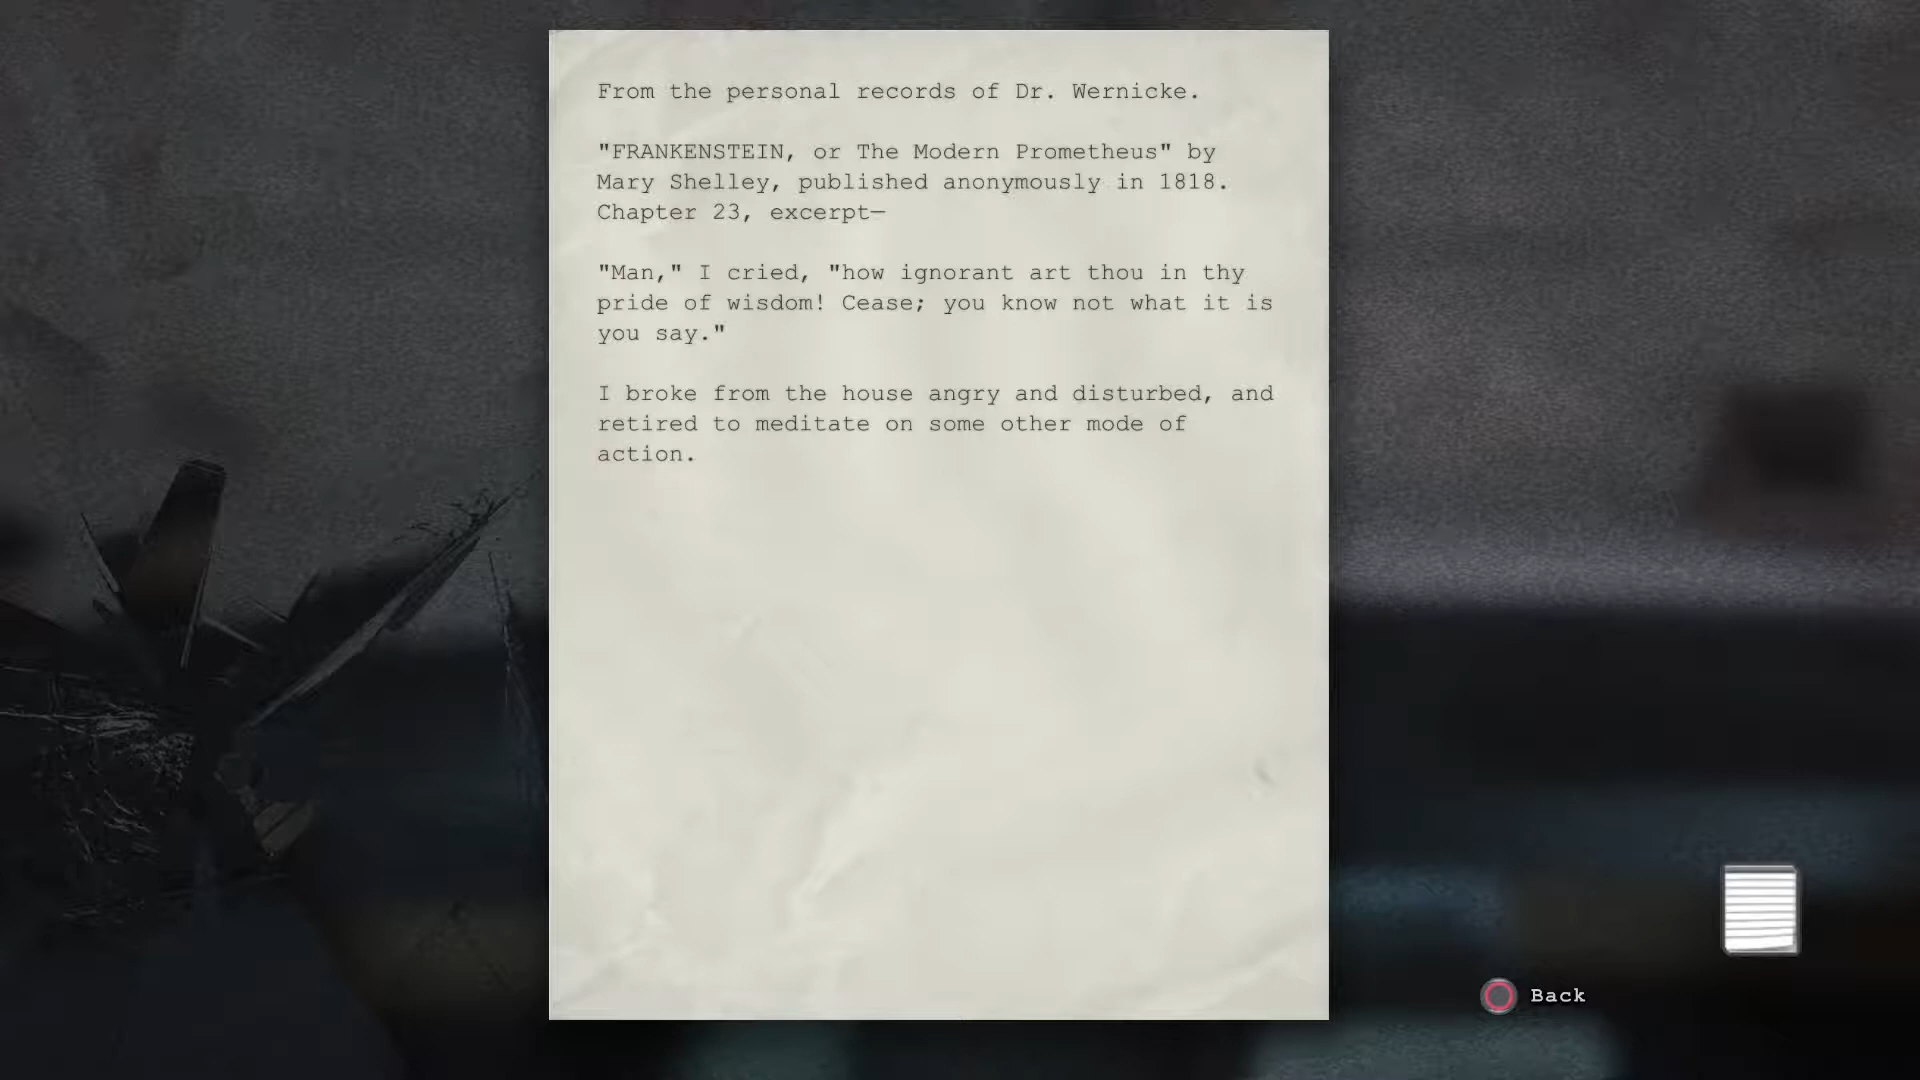 From the personal records of Dr. Wernicke.
"FRANKENSTEIN, or The Modern Prometheus" by
Mary Shelley, published anonymously in 1818.
Chapter 23, excerpt—
"Man," I cried, "how ignorant art thou in thy
pride of wisdom! Cease; you know not what it is
you say."
I broke from the house angry and disturbed, and
retired to meditate on some other mode of
action.
Back